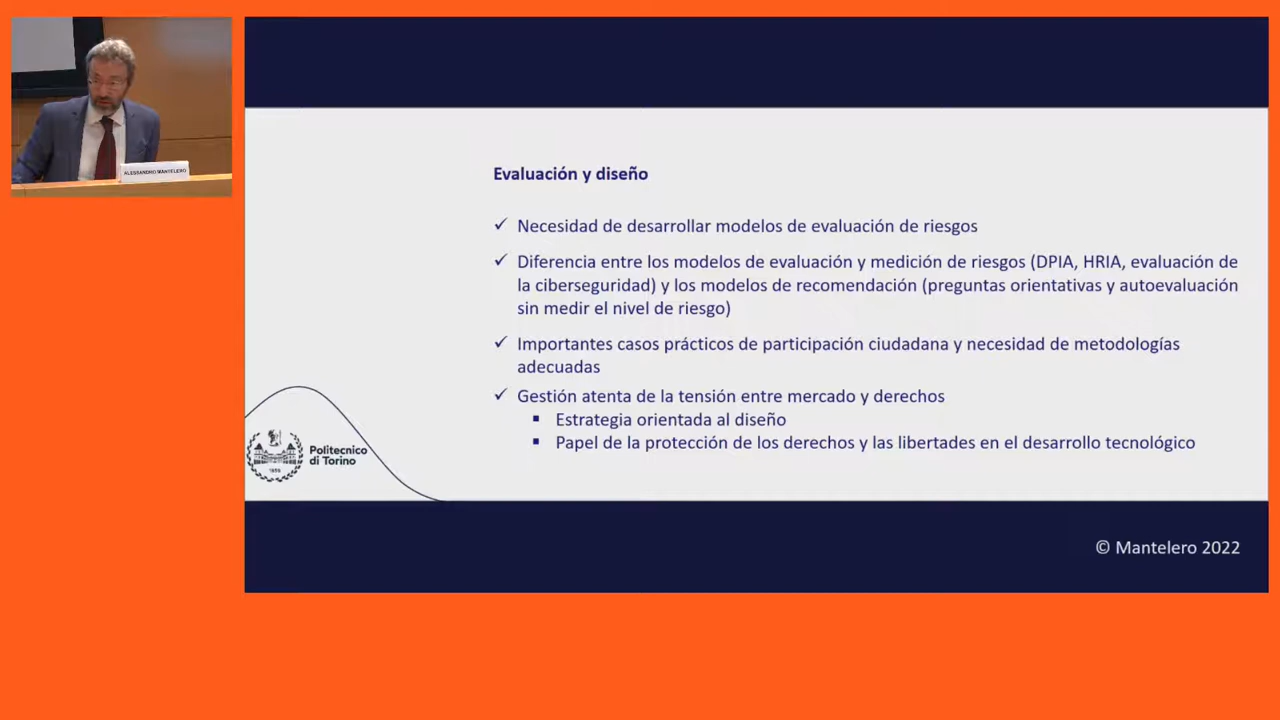 ALESSANDRO MANTELERO
Evaluación y diseño
✓ Necesidad de desarrollar modelos de evaluación de riesgos
✓ Diferencia entre los modelos de evaluación y medición de riesgos (DPIA, HRIA, evaluación de
la ciberseguridad) y los modelos de recomendación (preguntas orientativas y autoevaluación
sin medir el nivel de riesgo)
✓ Importantes casos prácticos de participación ciudadana y necesidad de metodologías
adecuadas
✓ Gestión atenta de la tensión entre mercado y derechos
▪ Estrategia orientada al diseño
▪ Papel de la protección de los derechos y las libertades en el desarrollo tecnológico
Politecnico
di Torino
1859
© Mantelero 2022